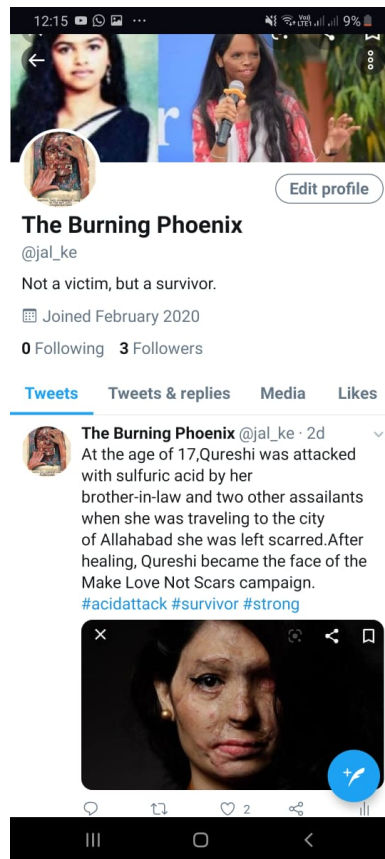 12:15
Vo))
LTE1
9%
r
Edit profile
The Burning Phoenix
@jal_ke
Not a victim, but a survivor.
Joined February 2020
0 Following 3 Followers
Tweets Tweets & replies Media Likes
The Burning Phoenix @jal_ke · 2d
At the age of 17,Qureshi was attacked
with sulfuric acid by her
brother-in-law and two other assailants
when she was traveling to the city
of Allahabad she was left scarred.After
healing, Qureshi became the face of the
Make Love Not Scars campaign.
#acidattack #survivor #strong
2